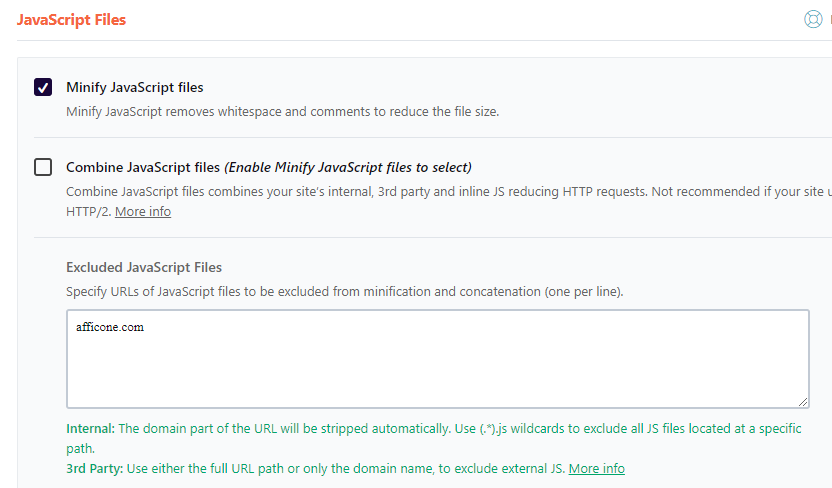 JavaScript Files
Minify JavaScript files
Minify JavaScript removes whitespace and comments to reduce the file size.
Combine JavaScript files (Enable Minify JavaScript files to select)
Combine JavaScript files combines your site's internal, 3rd party and inline JS reducing HTTP requests. Not recommended if your site
HTTP/2. More info
Excluded JavaScript Files
Specify URLs of JavaScript files to be excluded from minification and concatenation (one per line).
afficone.com
Internal: The domain part of the URL will be stripped automatically. Use (.*).js wildcards to exclude all JS files located at a specific
path.
3rd Party: Use either the full URL path or only the domain name, to exclude external JS. More info